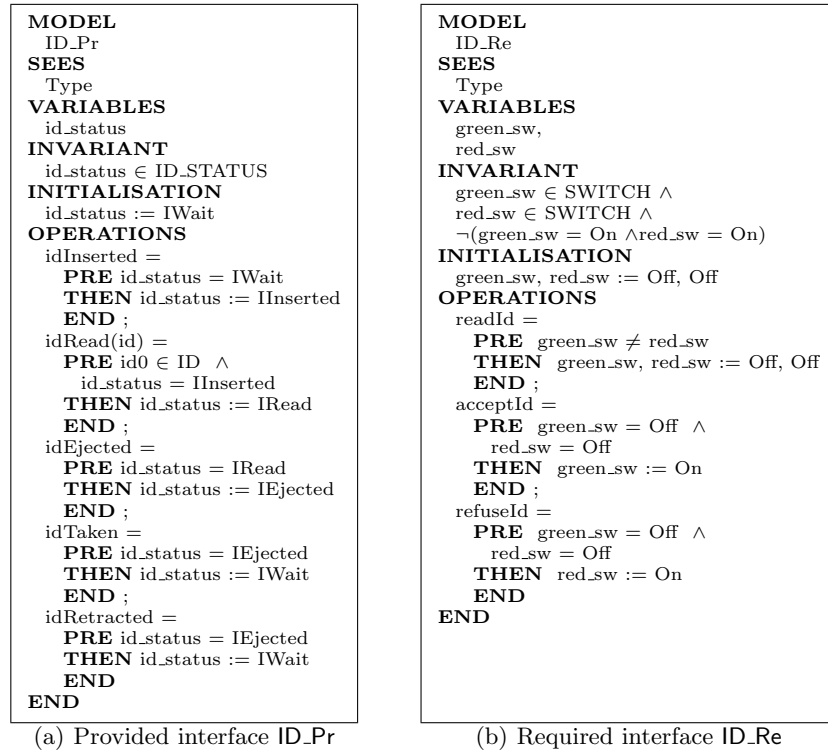 MODEL
ID_Pr
SEES
Type
VARIABLES
id_status
INVARIANT
id_status ∈ ID_STATUS
INITIALISATION
id_status := IWait
OPERATIONS
idInserted =
PRE id_status = IWait
THEN id_status := IInserted
END ;
idRead(id) =
PRE id0 ∈ ID ∧
id_status = IInserted
THEN id_status := IRead
END ;
idEjected =
PRE id_status = IRead
THEN id_status := IEjected
END ;
idTaken =
PRE id_status = IEjected
THEN id_status := IWait
END ;
idRetracted =
PRE id_status = IEjected
THEN id_status := IWait
END
END
(a) Provided interface ID_Pr
MODEL
ID_Re
SEES
Type
VARIABLES
green_sw,
red_sw
INVARIANT
green_sw ∈ SWITCH ∧
red_sw ∈ SWITCH ∧
¬(green_sw = On ∧red_sw = On)
INITIALISATION
green_sw, red_sw := Off, Off
OPERATIONS
readId =
PRE green_sw ≠ red_sw
THEN green_sw, red_sw := Off, Off
END ;
acceptId =
PRE green_sw = Off ∧
red_sw = Off
THEN green_sw := On
END ;
refuseId =
PRE green_sw = Off ∧
red_sw = Off
THEN red_sw := On
END
END
(b) Required interface ID_Re